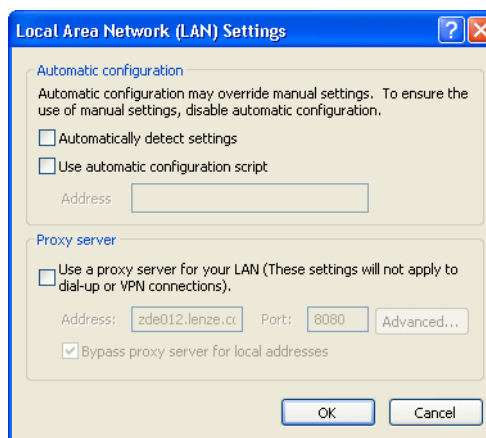 Local Area Network (LAN) Settings
Automatic configuration
Automatic configuration may override manual settings. To ensure the
use of manual settings, disable automatic configuration.
Automatically detect settings
Use automatic configuration script
Address
Proxy server
Use a proxy server for your LAN (These settings will not apply to
dial-up or VPN connections).
Address: zde012.lenze.co Port: 8080 Advanced...
Bypass proxy server for local addresses
OK Cancel